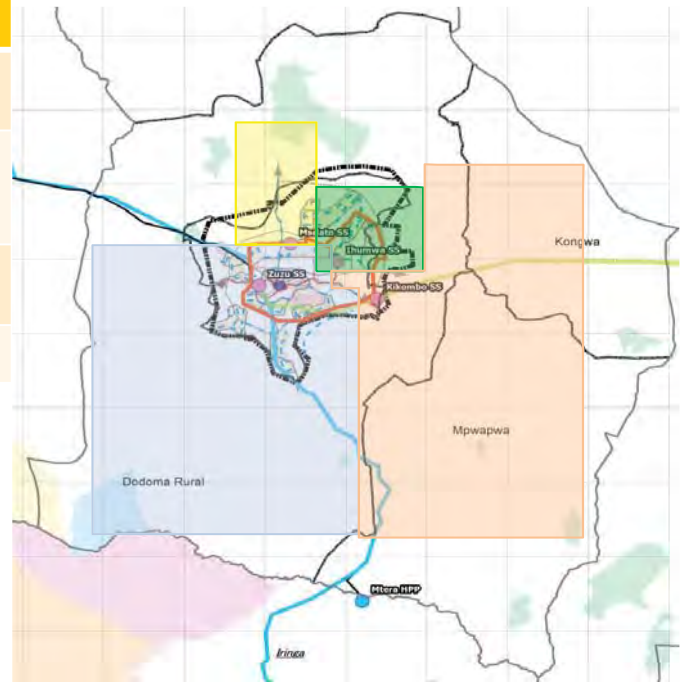 Msalato SS
Ihumwa SS
Kongwa
Zuzu SS
Kikombo SS
Mpwapwa
Dodoma Rural
Mtera HPP
Iringa